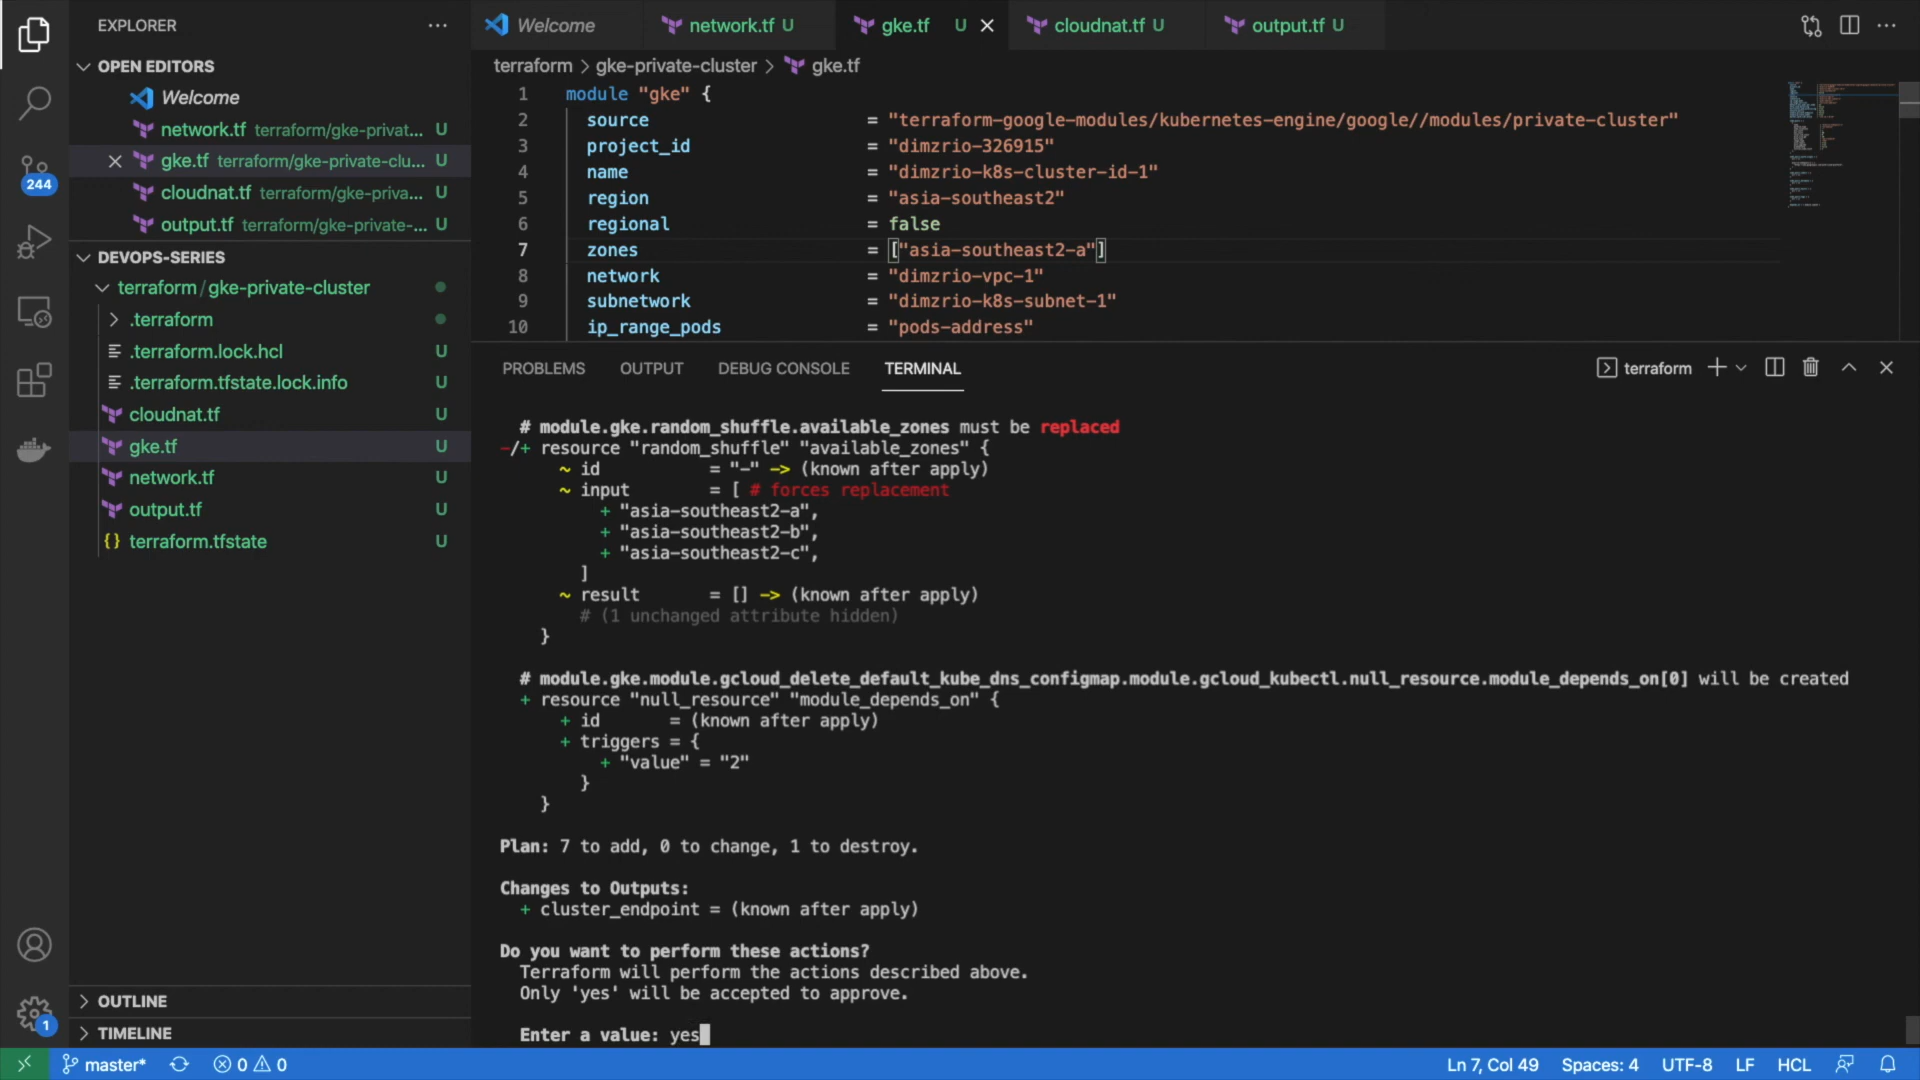 EXPLORER
OPEN EDITORS
Welcome
network.tf terraform/gke-privat... U
gke.tf terraform/gke-private-clu... U
cloudnat.tf terraform/gke-priva... U
output.tf terraform/gke-private-... U
DEVOPS-SERIES
terraform/gke-private-cluster
.terraform
.terraform.lock.hcl U
.terraform.tfstate.lock.info U
cloudnat.tf U
gke.tf U
network.tf U
output.tf U
terraform.tfstate U
OUTLINE
TIMELINE
244
1
Welcome network.tf U gke.tf U cloudnat.tf U output.tf U
terraform > gke-private-cluster > gke.tf
1 module "gke" {
2 source = "terraform-google-modules/kubernetes-engine/google//modules/private-cluster"
3 project_id = "dimzrio-326915"
4 name = "dimzrio-k8s-cluster-id-1"
5 region = "asia-southeast2"
6 regional = false
7 zones = ["asia-southeast2-a"]
8 network = "dimzrio-vpc-1"
9 subnetwork = "dimzrio-k8s-subnet-1"
10 ip_range_pods = "pods-address"
PROBLEMS OUTPUT DEBUG CONSOLE TERMINAL terraform
# module.gke.random_shuffle.available_zones must be replaced
-/+ resource "random_shuffle" "available_zones" {
~ id = "-" -> (known after apply)
~ input = [ # forces replacement
+ "asia-southeast2-a",
+ "asia-southeast2-b",
+ "asia-southeast2-c",
]
~ result = [] -> (known after apply)
# (1 unchanged attribute hidden)
}
# module.gke.module.gcloud_delete_default_kube_dns_configmap.module.gcloud_kubectl.null_resource.module_depends_on[0] will be created
+ resource "null_resource" "module_depends_on" {
+ id = (known after apply)
+ triggers = {
+ "value" = "2"
}
}
Plan: 7 to add, 0 to change, 1 to destroy.
Changes to Outputs:
+ cluster_endpoint = (known after apply)
Do you want to perform these actions?
Terraform will perform the actions described above.
Only 'yes' will be accepted to approve.
Enter a value: yes
master* 0 0 Ln 7, Col 49 Spaces: 4 UTF-8 LF HCL